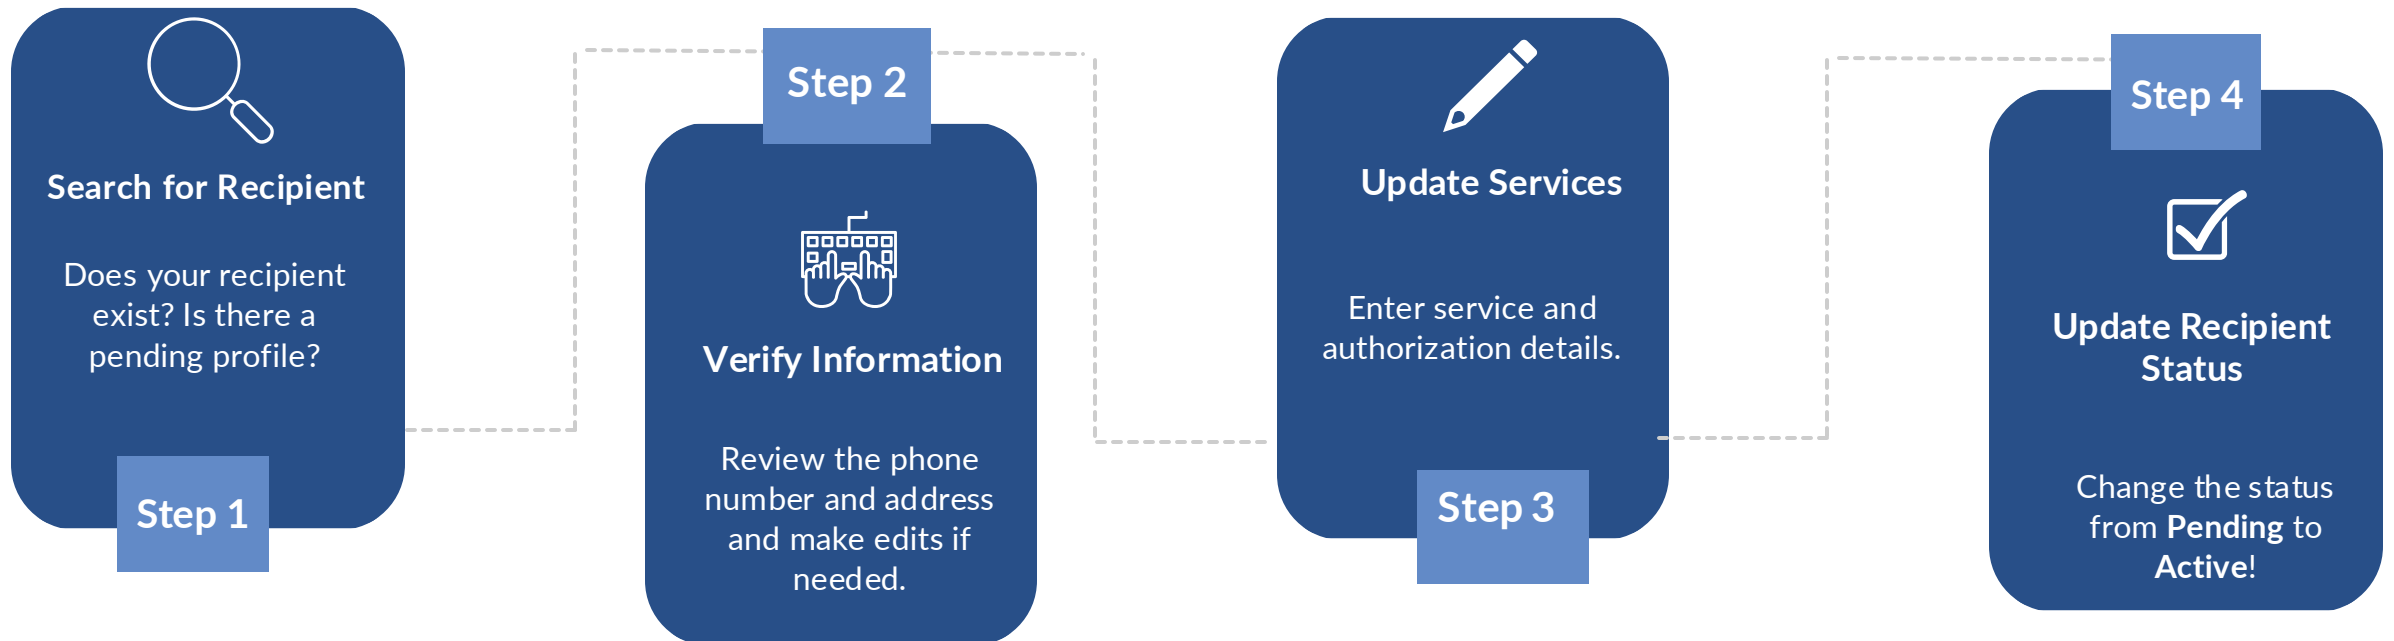 Search for Recipient
Does your recipient
exist? Is there a
pending profile?
Step 1
Step 2
Verify Information
Review the phone
number and address
and make edits if
needed.
Update Services
Enter service and
authorization details.
Step 3
Step 4
Update Recipient
Status
Change the status
from Pending to
Active!